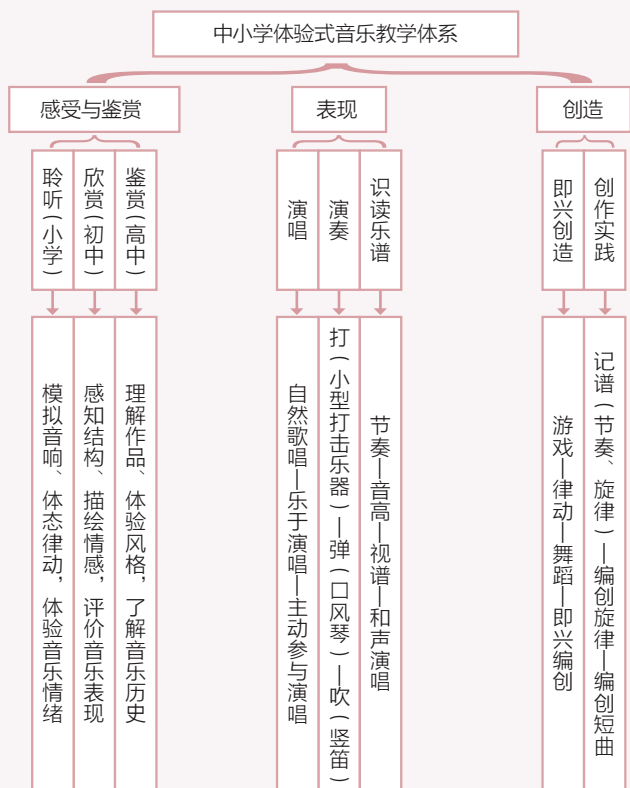 中小学体验式音乐教学体系
感受与鉴赏
表现
创造
聆听(小学)
欣赏(初中)
鉴赏(高中)
演唱
演奏
识读乐谱
即兴创造
创作实践
模拟音响、体态律动，体验音乐情绪
感知结构、描绘情感，评价音乐表现
理解作品、体验风格，了解音乐历史
自然歌唱—乐于演唱—主动参与演唱
打(小型打击乐器)—弹(口风琴)—吹(竖笛)
节奏—音高—视谱—和声演唱
游戏—律动—舞蹈—即兴编创
记谱(节奏、旋律)—编创旋律—编创短曲